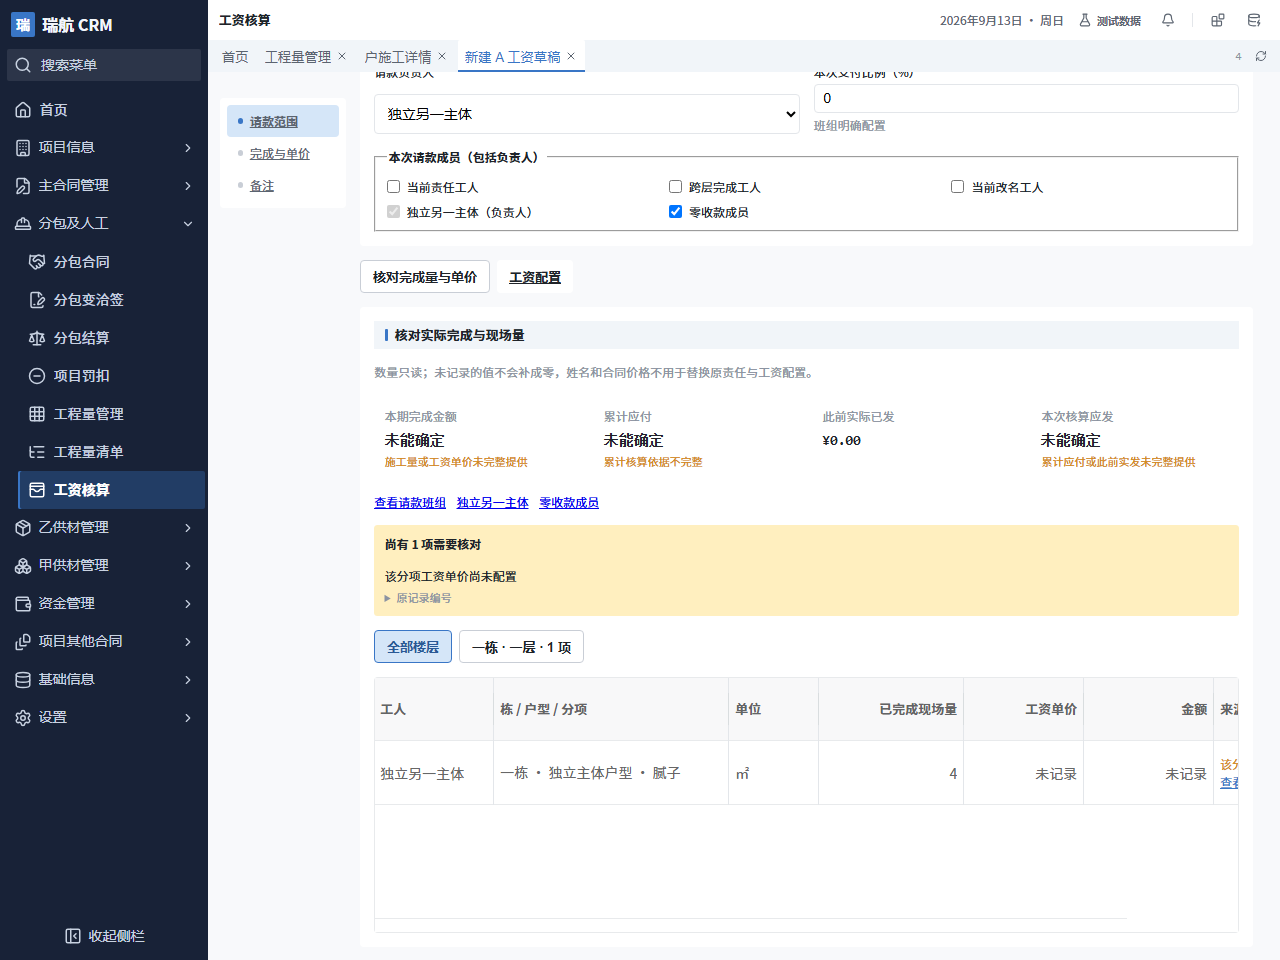 瑞 瑞航 CRM
搜索菜单
首页
项目信息
主合同管理
分包及人工
分包合同
分包变洽签
分包结算
项目罚扣
工程量管理
工程量清单
工资核算
乙供材管理
甲供材管理
资金管理
项目其他合同
基础信息
设置
收起侧栏
工资核算
2026年9月13日 · 周日 测试数据
首页 工程量管理 户施工详情 新建 A 工资草稿 4
请款范围
完成与单价
备注
请款负责人 本次支付比例（%）
独立另一主体 0
班组明确配置
本次请款成员（包括负责人）
当前责任工人 跨层完成工人 当前改名工人
独立另一主体（负责人） 零收款成员
核对完成量与单价 工资配置
核对实际完成与现场量
数量只读；未记录的值不会补成零，姓名和合同价格不用于替换原责任与工资配置。
本期完成金额 累计应付 此前实际已发 本次核算应发
未能确定 未能确定 ¥0.00 未能确定
施工量或工资单价未完整提供 累计核算依据不完整 累计应付或此前实发未完整提供
查看请款班组 独立另一主体 零收款成员
尚有 1 项需要核对
该分项工资单价尚未配置
原记录编号
全部楼层 一栋 · 一层 · 1 项
工人 栋 / 户型 / 分项 单位 已完成现场量 工资单价 金额
独立另一主体 一栋 · 独立主体户型 · 腻子 ㎡ 4 未记录 未记录